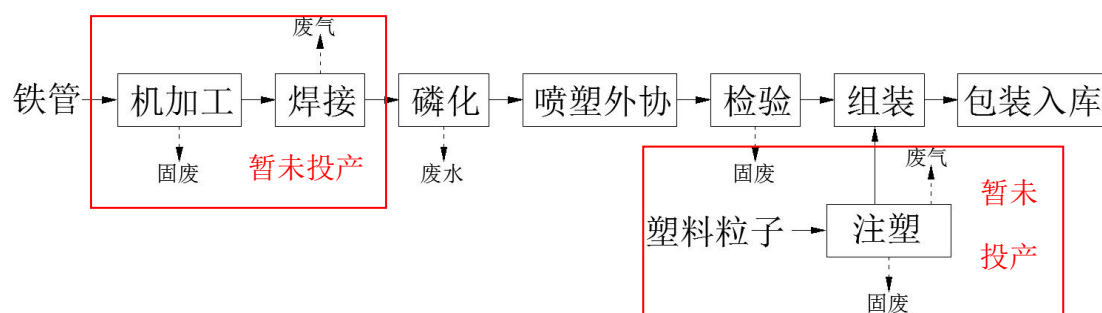 废气
铁管
机加工
焊接
磷化
喷塑外协
检验
组装
包装入库
固废
暂未投产
废水
固废
废气
暂未
塑料粒子
注塑
投产
固废